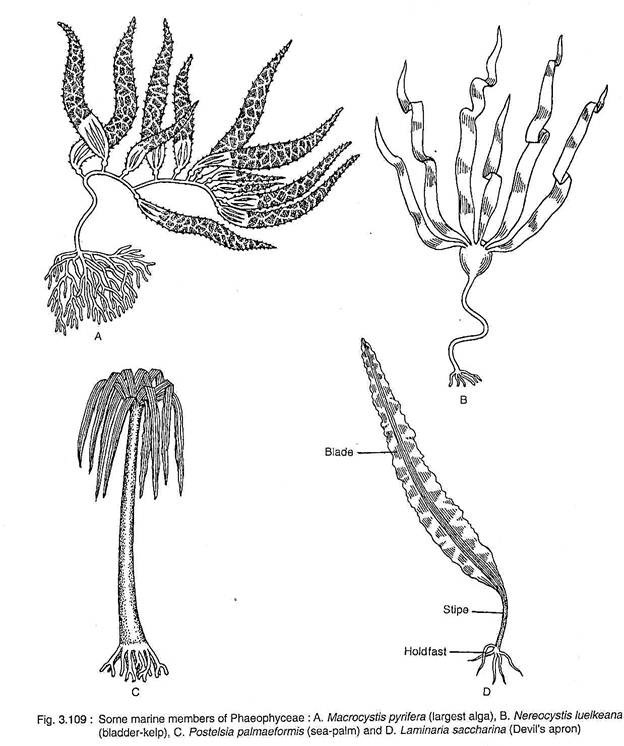 A
B
Blade
Stipe
Holdfast
C
D
Fig. 3.109 : Some marine members of Phaeophyceae : A. Macrocystis pyrifera (largest alga), B. Nereocystis luelkeana
(bladder-kelp), C. Postelsia palmaeformis (sea-palm) and D. Laminaria saccharina (Devil's apron)